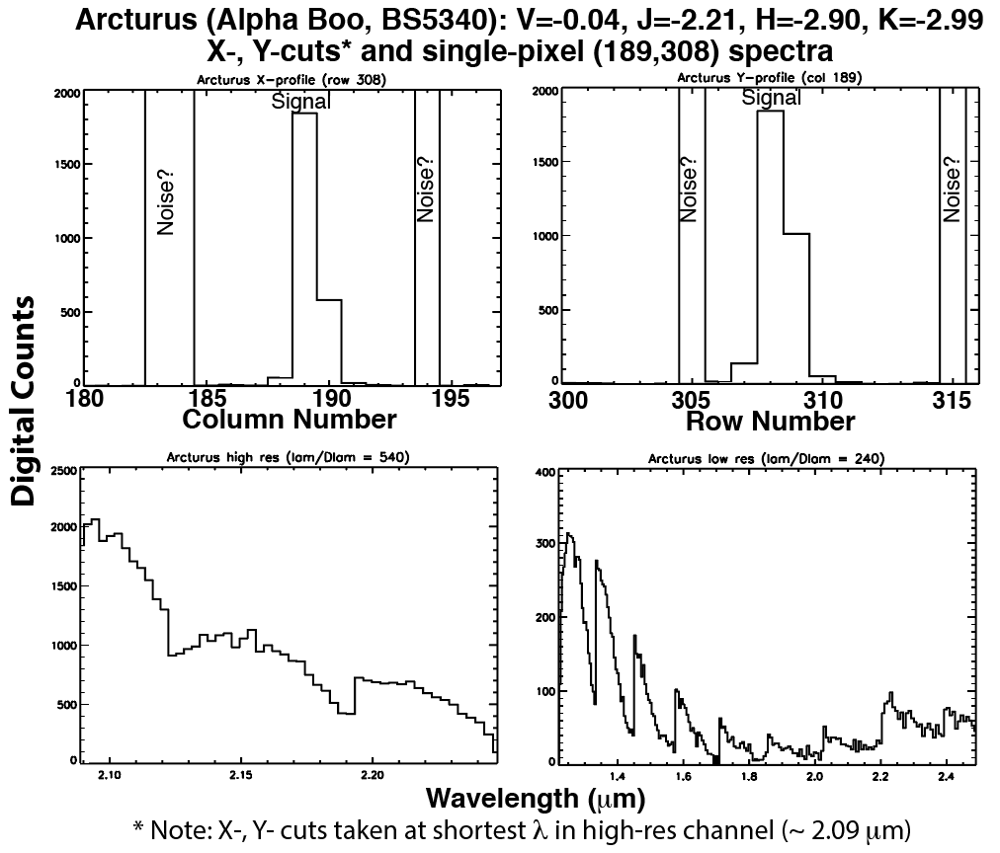 Arcturus (Alpha Boo, BS5340): V=-0.04, J=-2.21, H=-2.90, K=-2.99
X-, Y-cuts* and single-pixel (189,308) spectra
Arcturus X-profile (row 308)
2000
1500
1000
500
0
Noise?
Signal
Noise?
180 185 190 195
Column Number
Arcturus Y-profile (col 189)
2000
1500
1000
500
0
Noise?
Signal
Noise?
300 305 310 315
Row Number
Digital Counts
Arcturus high res (lam/Dlam = 540)
2500
2000
1500
1000
500
0
2.10 2.15 2.20
Arcturus low res (lam/Dlam = 240)
400
300
200
100
0
1.4 1.6 1.8 2.0 2.2 2.4
Wavelength (μm)
* Note: X-, Y- cuts taken at shortest λ in high-res channel (~ 2.09 μm)